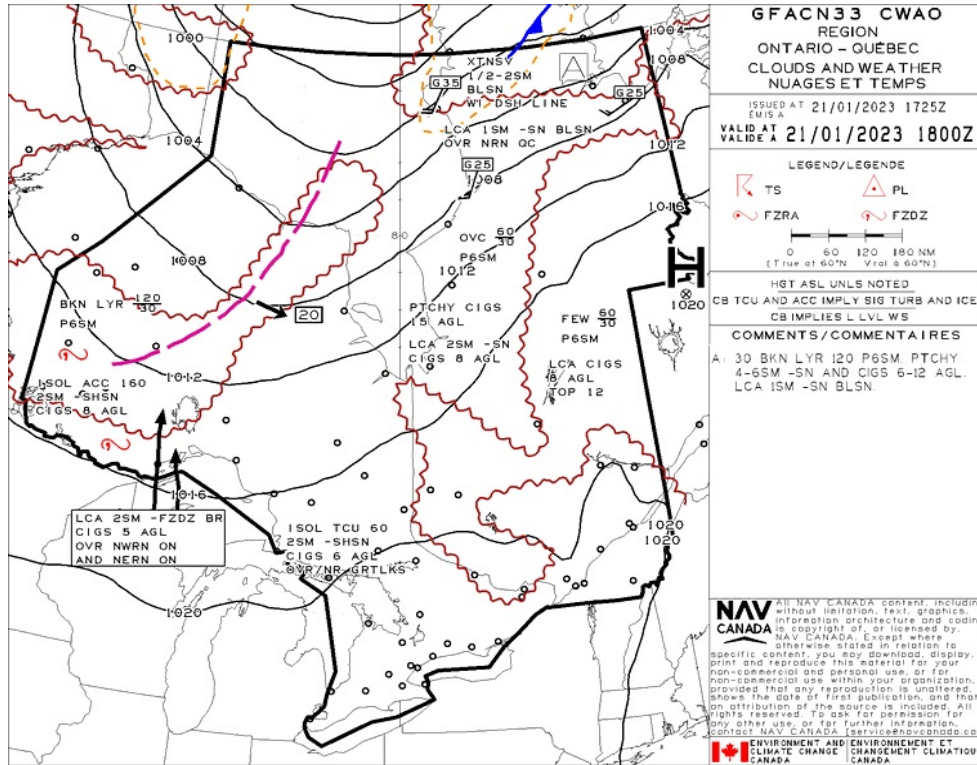 1000
1004
1008
XTNSV
1/2-2SM
BLSN
WI DSH LINE
G35
G25
LCA 1SM -SN BLSN
OVR NRN QC
A
1004
1008
1012
1016
G25
1008
80
OVC 60
30
P6SM
1012
1008
BKN LYR 120
30
P6SM
20
PTCHY CIGS
15 AGL
LCA 2SM -SN
CIGS 8 AGL
FEW 60
30
P6SM
LCA CIGS
8 AGL
TOP 12
H
1020
ISOL ACC 160
2SM -SHSN
CIGS 8 AGL
1012
1016
LCA 2SM -FZDZ BR
CIGS 5 AGL
OVR NWRN ON
AND NERN ON
ISOL TCU 60
2SM -SHSN
CIGS 6 AGL
OVR/NR GRTLKS
1020
1020
1020
GFACN33 CWAO
REGION
ONTARIO-QUÉBEC
CLOUDS AND WEATHER
NUAGES ET TEMPS
ISSUED AT 21/01/2023 1725Z
ÉMIS A
VALID AT 21/01/2023 1800Z
VALIDE A
LEGEND/LÉGENDE
TS
PL
FZRA
FZDZ
0 60 120 180 NM
(True at 60°N Vrai à 60°N)
HGT ASL UNLS NOTED
CB TCU AND ACC IMPLY SIG TURB AND ICE
CB IMPLIES L LVL WS
COMMENTS/COMMENTAIRES
A: 30 BKN LYR 120 P6SM. PTCHY
4-6SM -SN AND CIGS 6-12 AGL.
LCA 1SM -SN BLSN.
NAV
CANADA
All NAV CANADA content, including
without limitation, text, graphics,
information architecture and coding
is copyright of, or licensed by,
NAV CANADA. Except where
otherwise stated in relation to
specific content, you may download, display,
print and reproduce this material for your
non-commercial and personal use, or for
non-commercial use within your organization,
provided that any reproduction is unaltered,
shows the date of first publication, and that
an attribution of the source is included. All
rights reserved. To ask for permission for
any other use, or for further information,
contact NAV CANADA [service@navcanada.ca
ENVIRONMENT AND
CLIMATE CHANGE
CANADA
ENVIRONNEMENT ET
CHANGEMENT CLIMATIQU
CANADA